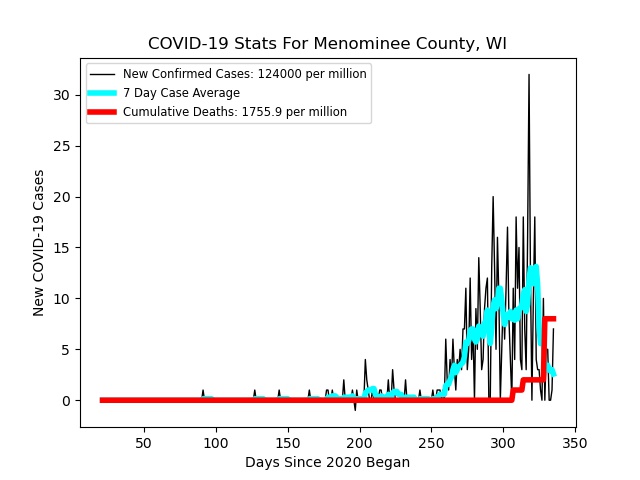 COVID-19 Stats For Menominee County, WI
New Confirmed Cases: 124000 per million
7 Day Case Average
Cumulative Deaths: 1755.9 per million
New COVID-19 Cases
30
25
20
15
10
5
0
50
100
150
200
250
300
350
Days Since 2020 Began